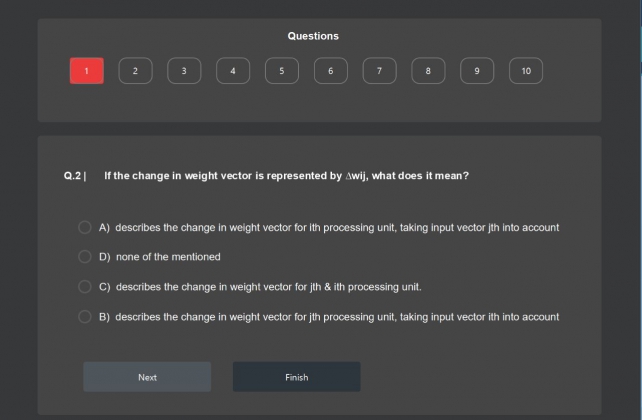 Questions
1 2 3 4 5 6 7 8 9 10
Q.2 | If the change in weight vector is represented by ∆wij, what does it mean?
A) describes the change in weight vector for ith processing unit, taking input vector jth into account
D) none of the mentioned
C) describes the change in weight vector for jth & ith processing unit.
B) describes the change in weight vector for jth processing unit, taking input vector ith into account
Next Finish